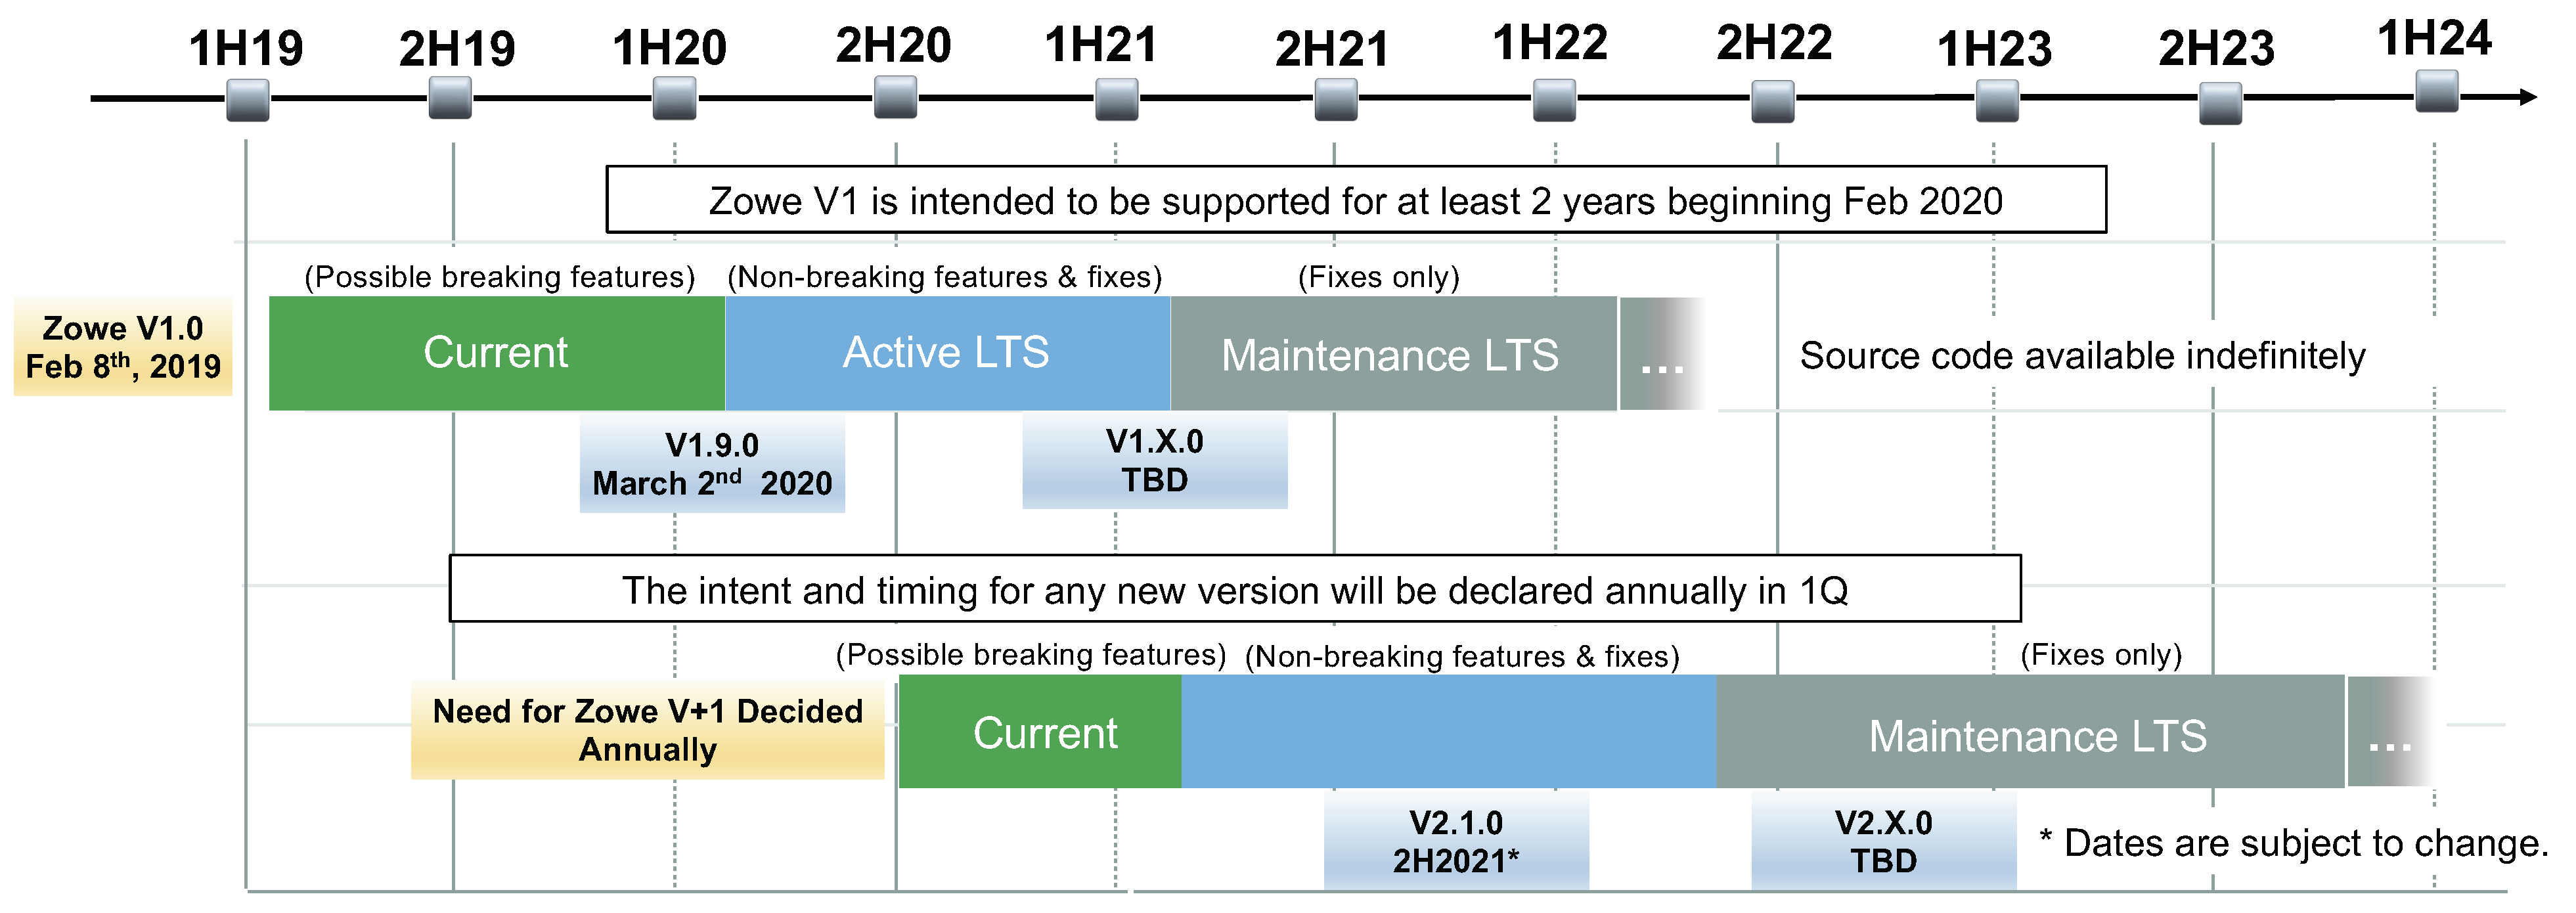 1H19 2H19 1H20 2H20 1H21 2H21 1H22 2H22 1H23 2H23 1H24
Zowe V1 is intended to be supported for at least 2 years beginning Feb 2020
(Possible breaking features) (Non-breaking features & fixes) (Fixes only)
Zowe V1.0
Feb 8th, 2019
Current
Active LTS
Maintenance LTS
...
Source code available indefinitely
V1.9.0
March 2nd 2020
V1.X.0
TBD
The intent and timing for any new version will be declared annually in 1Q
(Possible breaking features) (Non-breaking features & fixes) (Fixes only)
Need for Zowe V+1 Decided
Annually
Current
Maintenance LTS
...
V2.1.0
2H2021*
V2.X.0
TBD
* Dates are subject to change.